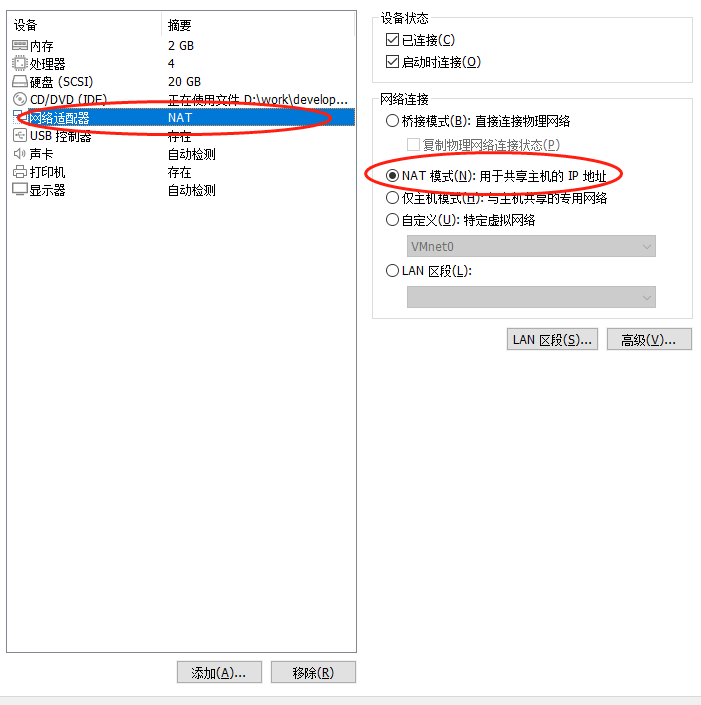 设备 摘要
内存 2 GB
处理器 4
硬盘 (SCSI) 20 GB
CD/DVD (IDE) 正在使用文件 D:\work\develop...
网络适配器 NAT
USB 控制器 存在
声卡 自动检测
打印机 存在
显示器 自动检测
添加(A)... 移除(R)
设备状态
已连接(C)
启动时连接(O)
网络连接
桥接模式(B): 直接连接物理网络
复制物理网络连接状态(P)
NAT 模式(N): 用于共享主机的 IP 地址
仅主机模式(H): 与主机共享的专用网络
自定义(U): 特定虚拟网络
VMnet0
LAN 区段(L):
LAN 区段(S)... 高级(V)...